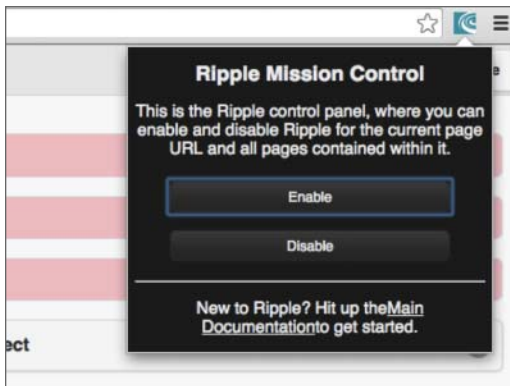 Ripple Mission Control
e
This is the Ripple control panel, where you can
enable and disable Ripple for the current page
URL and all pages contained within it.
Enable
Disable
New to Ripple? Hit up theMain
Documentationto get started.
ect